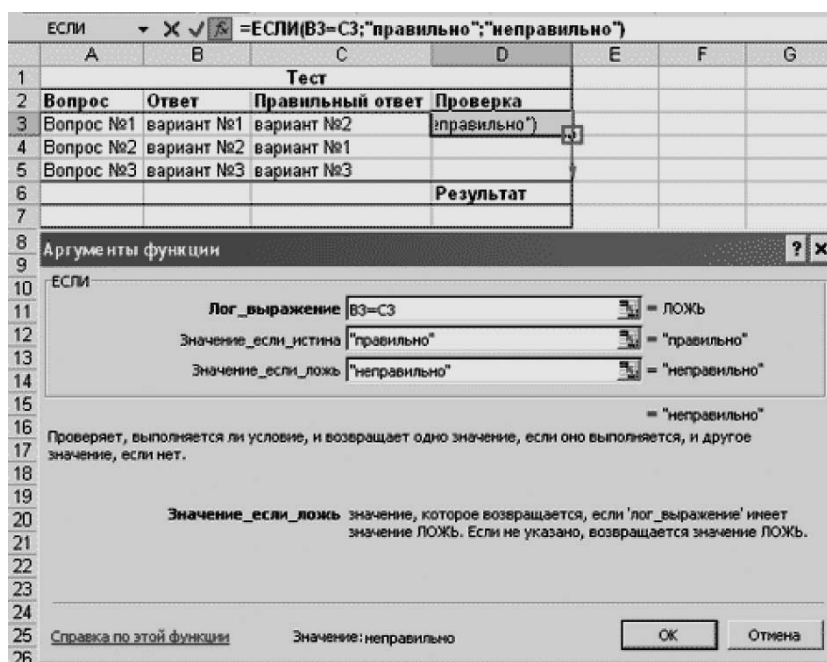 ЕСЛИ =ЕСЛИ(B3=C3;"правильно";"неправильно")
A B C D E F G
1 Тест
2 Вопрос Ответ Правильный ответ Проверка
3 Вопрос №1 вариант №1 вариант №2 еправильно")
4 Вопрос №2 вариант №2 вариант №1
5 Вопрос №3 вариант №3 вариант №3
6 Результат
7
8 Аргументы функции ?
9
10 ЕСЛИ
11 Лог_выражение B3=C3 = ЛОЖЬ
12 Значение_если_истина "правильно" = "правильно"
13
14 Значение_если_ложь "неправильно" = "неправильно"
15
16 = "неправильно"
17 Проверяет, выполняется ли условие, и возвращает одно значение, если оно выполняется, и другое
значение, если нет.
18
19
20 Значение_если_ложь значение, которое возвращается, если 'лог_выражение' имеет
21 значение ЛОЖЬ. Если не указано, возвращается значение ЛОЖЬ.
22
23
24
25 Справка по этой функции Значение:неправильно ОК Отмена
26